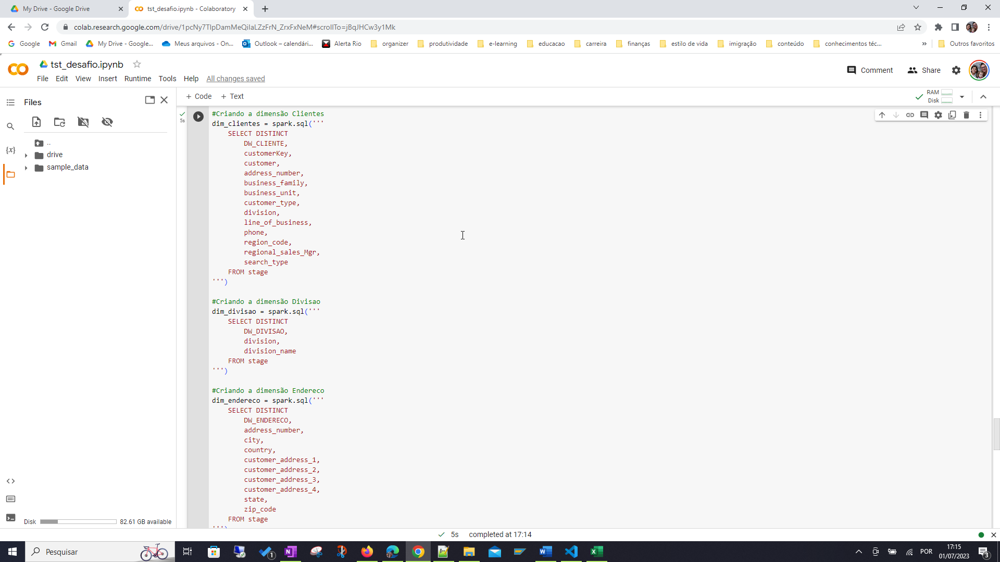 My Drive - Google Drive
tst_desafio.ipynb - Colaboratory
colab.research.google.com/drive/1pcNy7TIpDamMeQiIaLZzFrN_ZrxFxNeM#scrollTo=jBqJHCw3y1Mk
Google
Gmail
My Drive - Google...
Meus arquivos - On...
Outlook – calendári...
Alerta Rio
organizer
produtividade
e-learning
educacao
carreira
finanças
estilo de vida
imigração
conteúdo
conhecimentos téc...
»
Outros favoritos
tst_desafio.ipynb
Comment
Share
File Edit View Insert Runtime Tools Help All changes saved
Files
+ Code + Text
RAM
Disk
{x}
..
drive
sample_data
5s
#Criando a dimensão Clientes
dim_clientes = spark.sql('''
SELECT DISTINCT
DW_CLIENTE,
customerKey,
customer,
address_number,
business_family,
business_unit,
customer_type,
division,
line_of_business,
phone,
region_code,
regional_sales_Mgr,
search_type
FROM stage
''')
#Criando a dimensão Divisao
dim_divisao = spark.sql('''
SELECT DISTINCT
DW_DIVISAO,
division,
division_name
FROM stage
''')
#Criando a dimensão Endereco
dim_endereco = spark.sql('''
SELECT DISTINCT
DW_ENDERECO,
address_number,
city,
country,
customer_address_1,
customer_address_2,
customer_address_3,
customer_address_4,
state,
zip_code
FROM stage
''')
Disk
82.61 GB available
5s completed at 17:14
Pesquisar
1
POR
17:15
01/07/2023
3